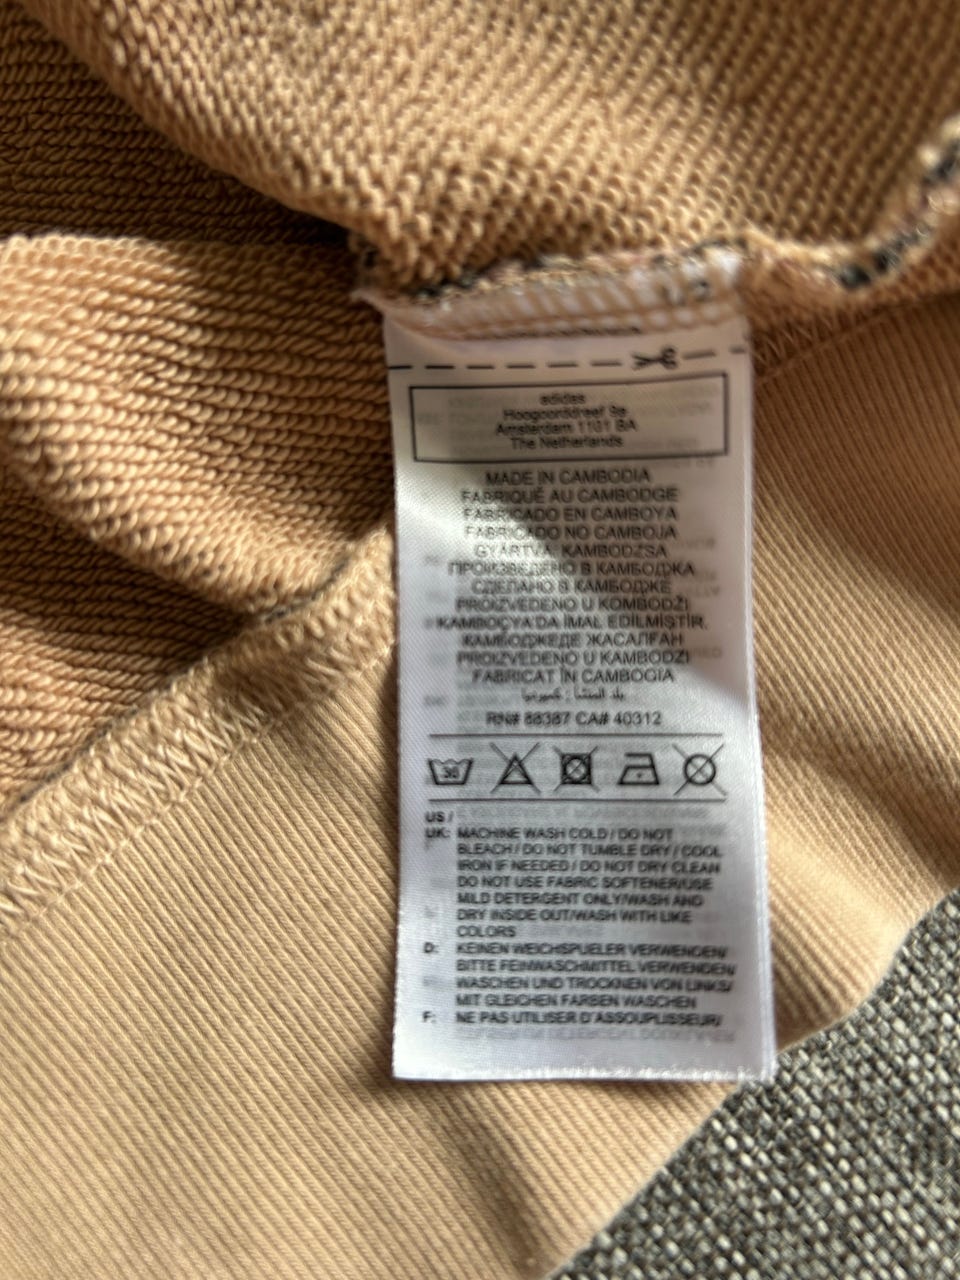 adidas
Hoogoorddreef 9a
Amsterdam 1101 BA
The Netherlands
MADE IN CAMBODIA
FABRIQUÉ AU CAMBODGE
FABRICADO EN CAMBOYA
FABRICADO NO CAMBOJA
GYÁRTVA: KAMBODZSA
ПРОИЗВЕДЕНО В КАМБОДЖА
СДЕЛАНО В КАМБОДЖЕ
PROIZVEDENO U KOMBODŽI
KAMBOÇYA'DA İMAL EDİLMİŞTİR.
КАМБОДЖЕДЕ ЖАСАЛҒАН
PROIZVEDENO U KAMBODZI
FABRICAT ÎN CAMBOGIA
بلد المنشأ : كمبوديا
RN# 88387 CA# 40312
30
US /
UK: MACHINE WASH COLD / DO NOT
BLEACH / DO NOT TUMBLE DRY / COOL
IRON IF NEEDED / DO NOT DRY CLEAN
DO NOT USE FABRIC SOFTENER/USE
MILD DETERGENT ONLY/WASH AND
DRY INSIDE OUT/WASH WITH LIKE
COLORS
D: KEINEN WEICHSPUELER VERWENDEN/
BITTE FEINWASCHMITTEL VERWENDEN/
WASCHEN UND TROCKNEN VON LINKS/
MIT GLEICHEN FARBEN WASCHEN
F: NE PAS UTILISER D'ASSOUPLISSEUR/